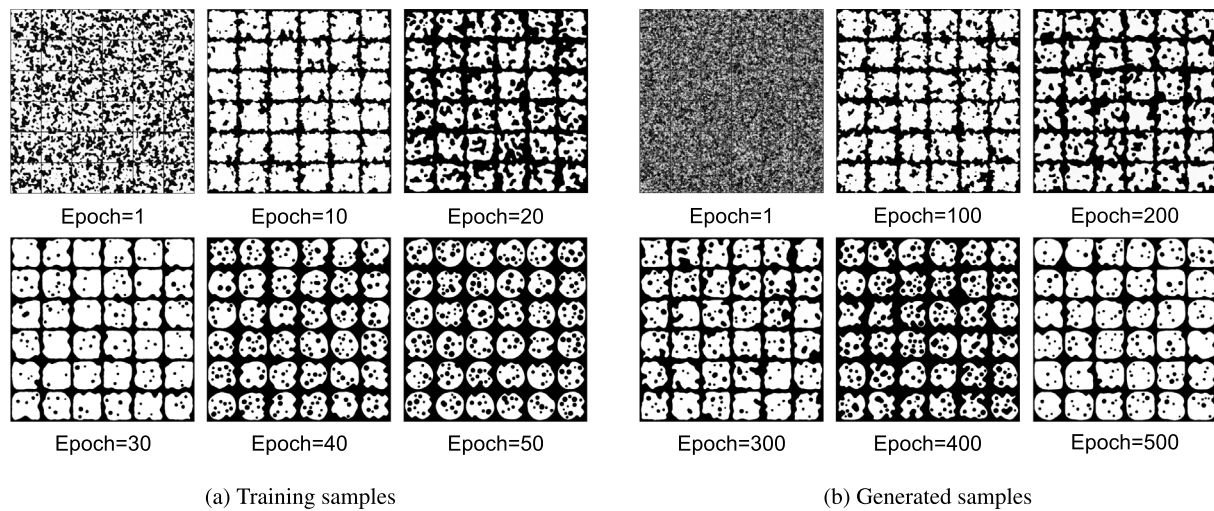 Epoch=1 Epoch=10 Epoch=20 Epoch=1 Epoch=100 Epoch=200
Epoch=30 Epoch=40 Epoch=50 Epoch=300 Epoch=400 Epoch=500
(a) Training samples (b) Generated samples